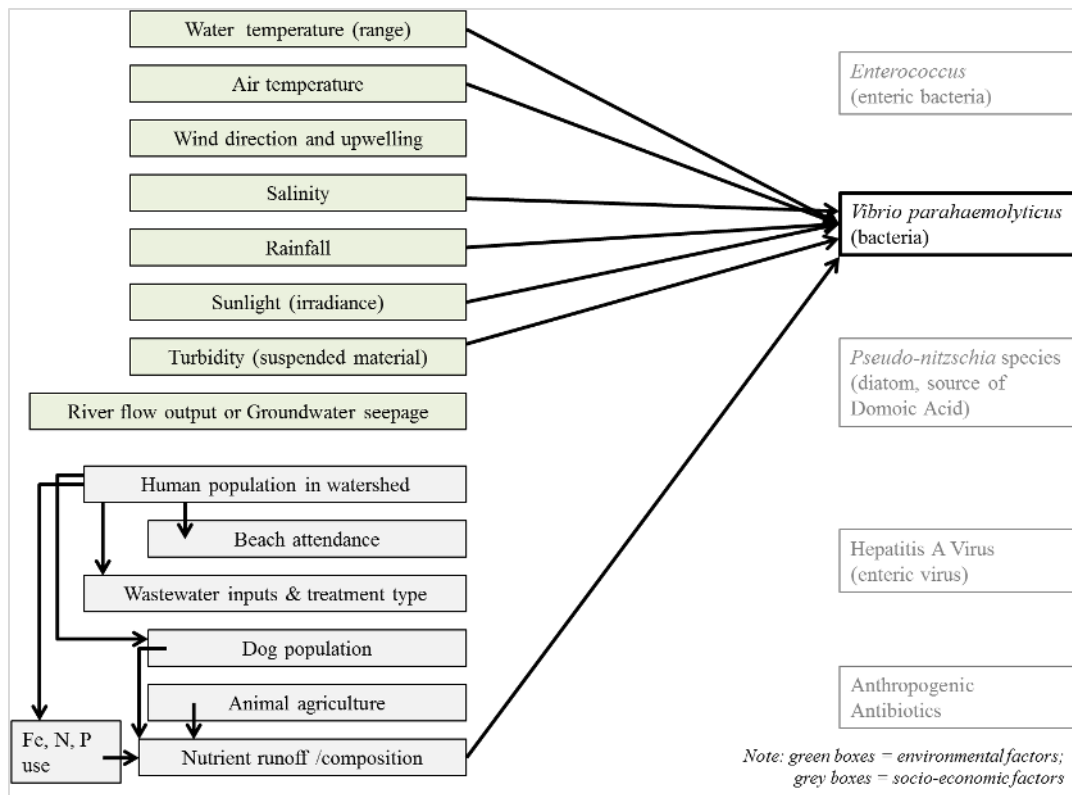 Water temperature (range)
Air temperature
Wind direction and upwelling
Salinity
Rainfall
Sunlight (irradiance)
Turbidity (suspended material)
River flow output or Groundwater seepage
Human population in watershed
Beach attendance
Wastewater inputs & treatment type
Dog population
Animal agriculture
Fe, N, P
use
Nutrient runoff /composition
Enterococcus
(enteric bacteria)
Vibrio parahaemolyticus
(bacteria)
Pseudo-nitzschia species
(diatom, source of
Domoic Acid)
Hepatitis A Virus
(enteric virus)
Anthropogenic
Antibiotics
Note: green boxes = environmental factors;
grey boxes = socio-economic factors